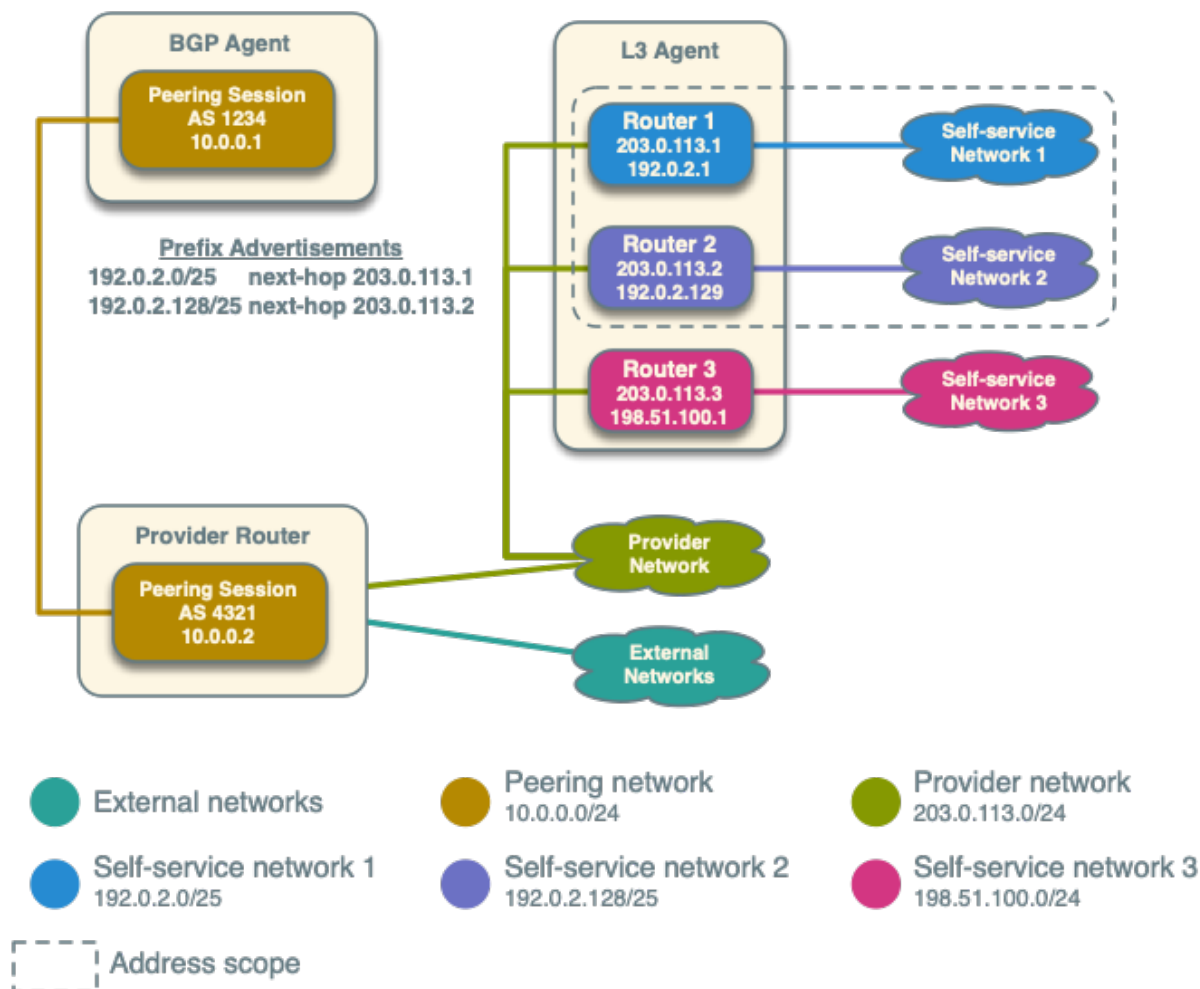 BGP Agent
Peering Session
AS 1234
10.0.0.1
Prefix Advertisements
192.0.2.0/25 next-hop 203.0.113.1
192.0.2.128/25 next-hop 203.0.113.2
L3 Agent
Router 1
203.0.113.1
192.0.2.1
Self-service
Network 1
Router 2
203.0.113.2
192.0.2.129
Self-service
Network 2
Router 3
203.0.113.3
198.51.100.1
Self-service
Network 3
Provider Router
Peering Session
AS 4321
10.0.0.2
Provider
Network
External
Networks
External networks
Peering network
10.0.0.0/24
Provider network
203.0.113.0/24
Self-service network 1
192.0.2.0/25
Self-service network 2
192.0.2.128/25
Self-service network 3
198.51.100.0/24
Address scope